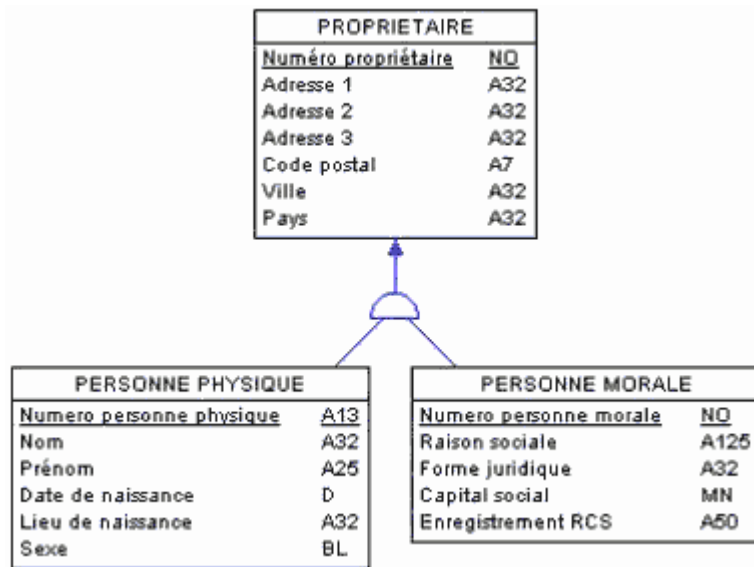 PROPRIETAIRE
Numéro propriétaire NO
Adresse 1 A32
Adresse 2 A32
Adresse 3 A32
Code postal A7
Ville A32
Pays A32
PERSONNE PHYSIQUE
Numero personne physique A13
Nom A32
Prénom A25
Date de naissance D
Lieu de naissance A32
Sexe BL
PERSONNE MORALE
Numero personne morale NO
Raison sociale A125
Forme juridique A32
Capital social MN
Enregistrement RCS A50